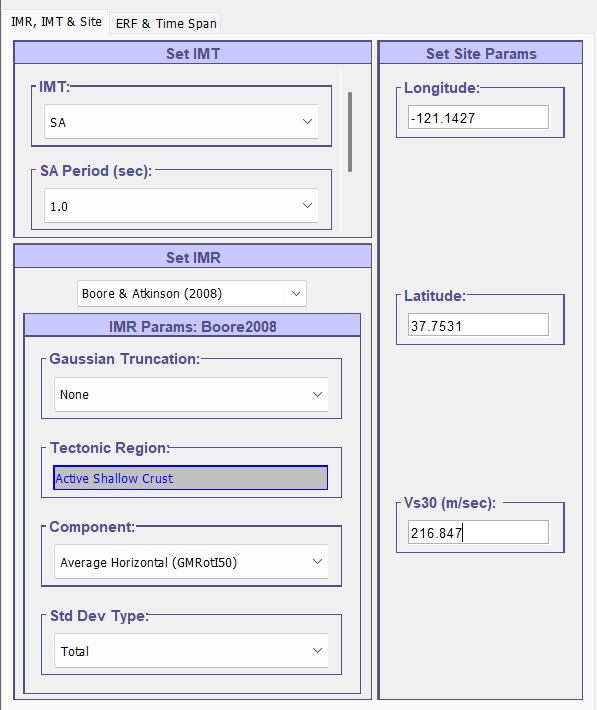 IMR, IMT & Site
ERF & Time Span
Set IMT
IMT:
SA
SA Period (sec):
1.0
Set IMR
Boore & Atkinson (2008)
IMR Params: Boore2008
Gaussian Truncation:
None
Tectonic Region:
Active Shallow Crust
Component:
Average Horizontal (GMRotI50)
Std Dev Type:
Total
Set Site Params
Longitude:
-121.1427
Latitude:
37.7531
Vs30 (m/sec):
216.847